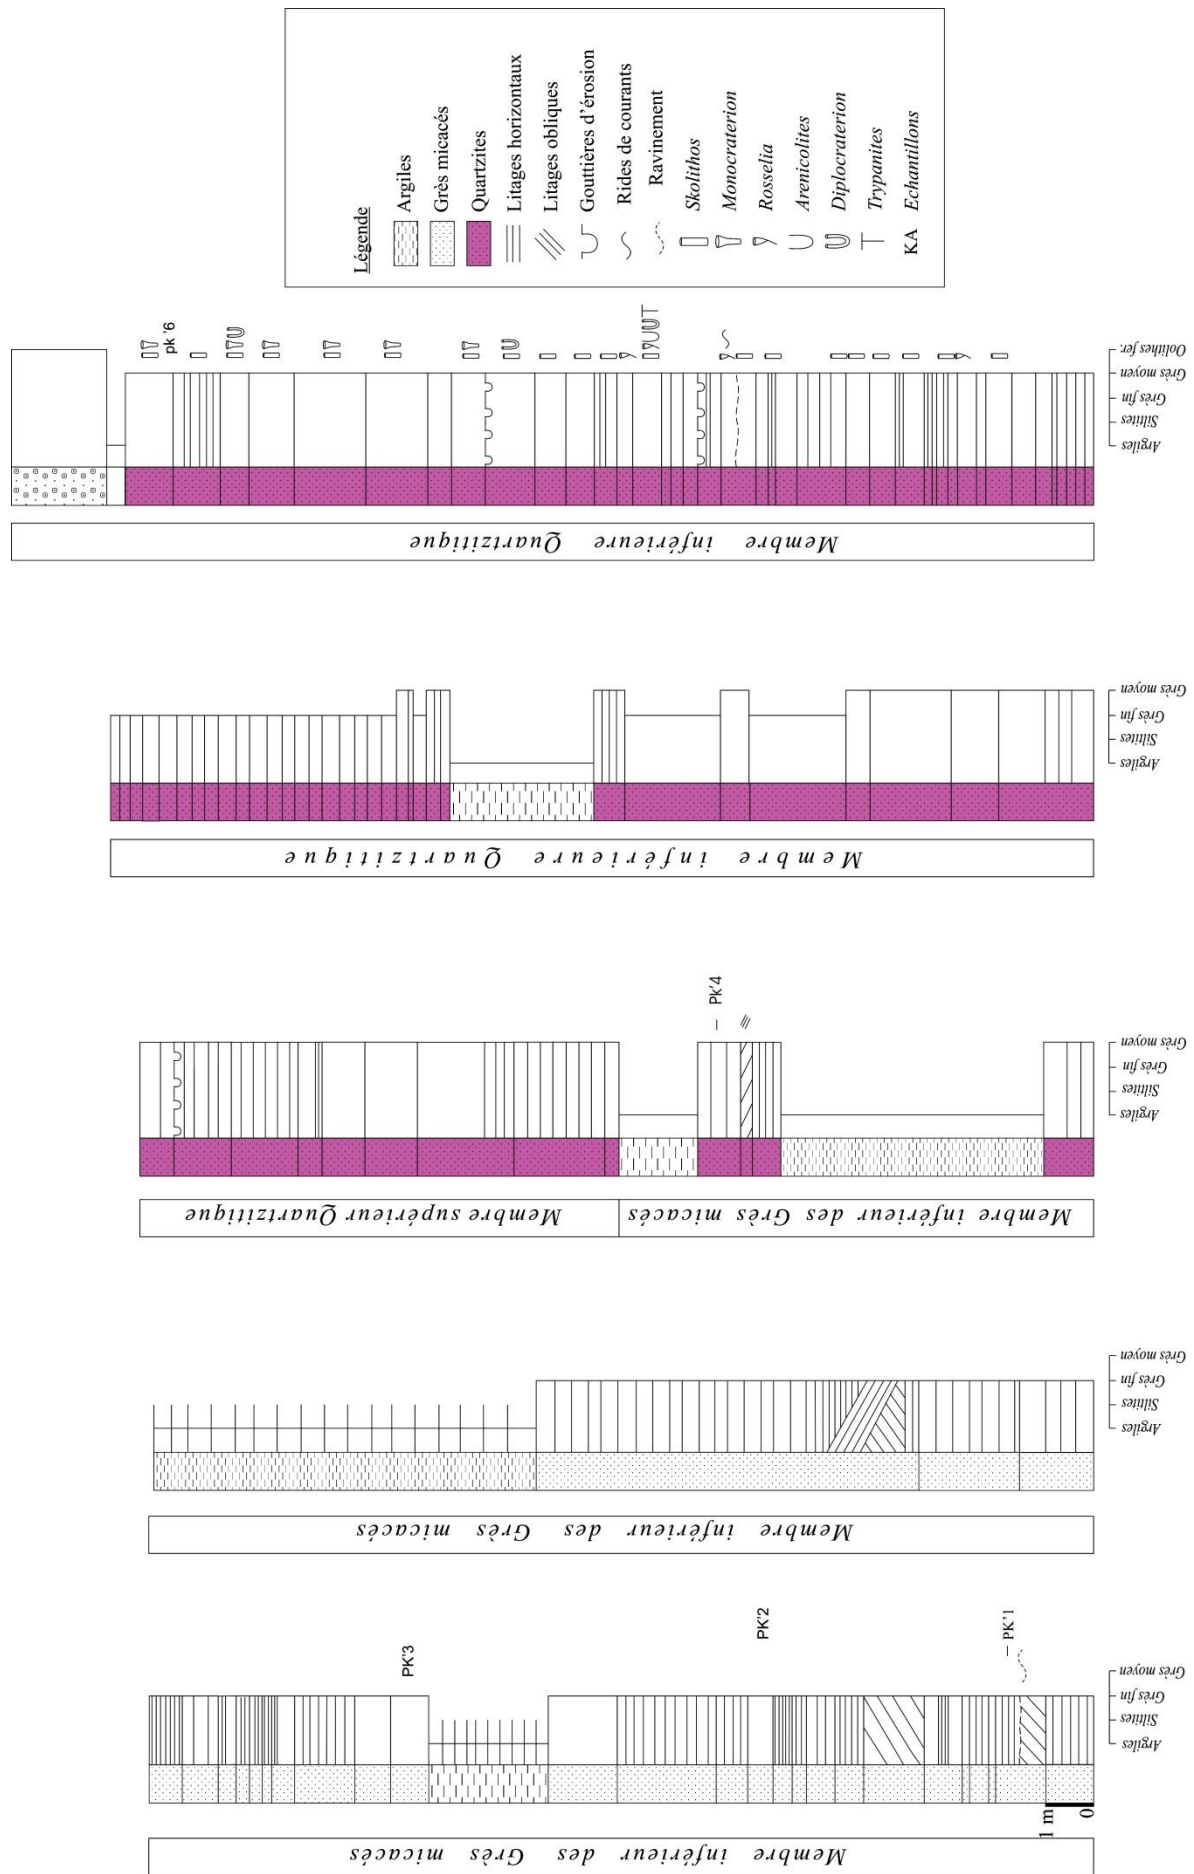 Légende
Argiles
Grès micacés
Quartzites
Litages horizontaux
Litages obliques
Gouttières d'érosion
Rides de courants
Ravinement
Skolithos
Monocraterion
Rosselia
Arenicolites
Diplocraterion
Trypanites
KA Echantillons
Membre inférieure Quartzitique
pk '6
Argiles
Siltites
Grès fin
Grès moyen
Oolithes fer.
Membre inférieure Quartzitique
Argiles
Siltites
Grès fin
Grès moyen
Membre supérieur Quartzitique
Membre inférieur des Grès micacés
Pk'4
Argiles
Siltites
Grès fin
Grès moyen
Membre inférieur des Grès micacés
Argiles
Siltites
Grès fin
Grès moyen
Membre inférieur des Grès micacés
PK'3
PK'2
PK'1
1 m
0
Argiles
Siltites
Grès fin
Grès moyen